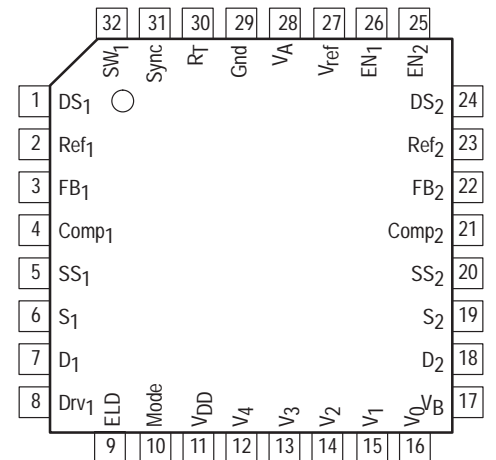 32 31 30 29 28 27 26 25
SW1 Sync RT Gnd VA Vref EN1 EN2
1 DS1 DS2 24
2 Ref1 Ref2 23
3 FB1 FB2 22
4 Comp1 Comp2 21
5 SS1 SS2 20
6 S1 S2 19
7 D1 D2 18
8 Drv1 VB 17
ELD Mode VDD V4 V3 V2 V1 V0
9 10 11 12 13 14 15 16